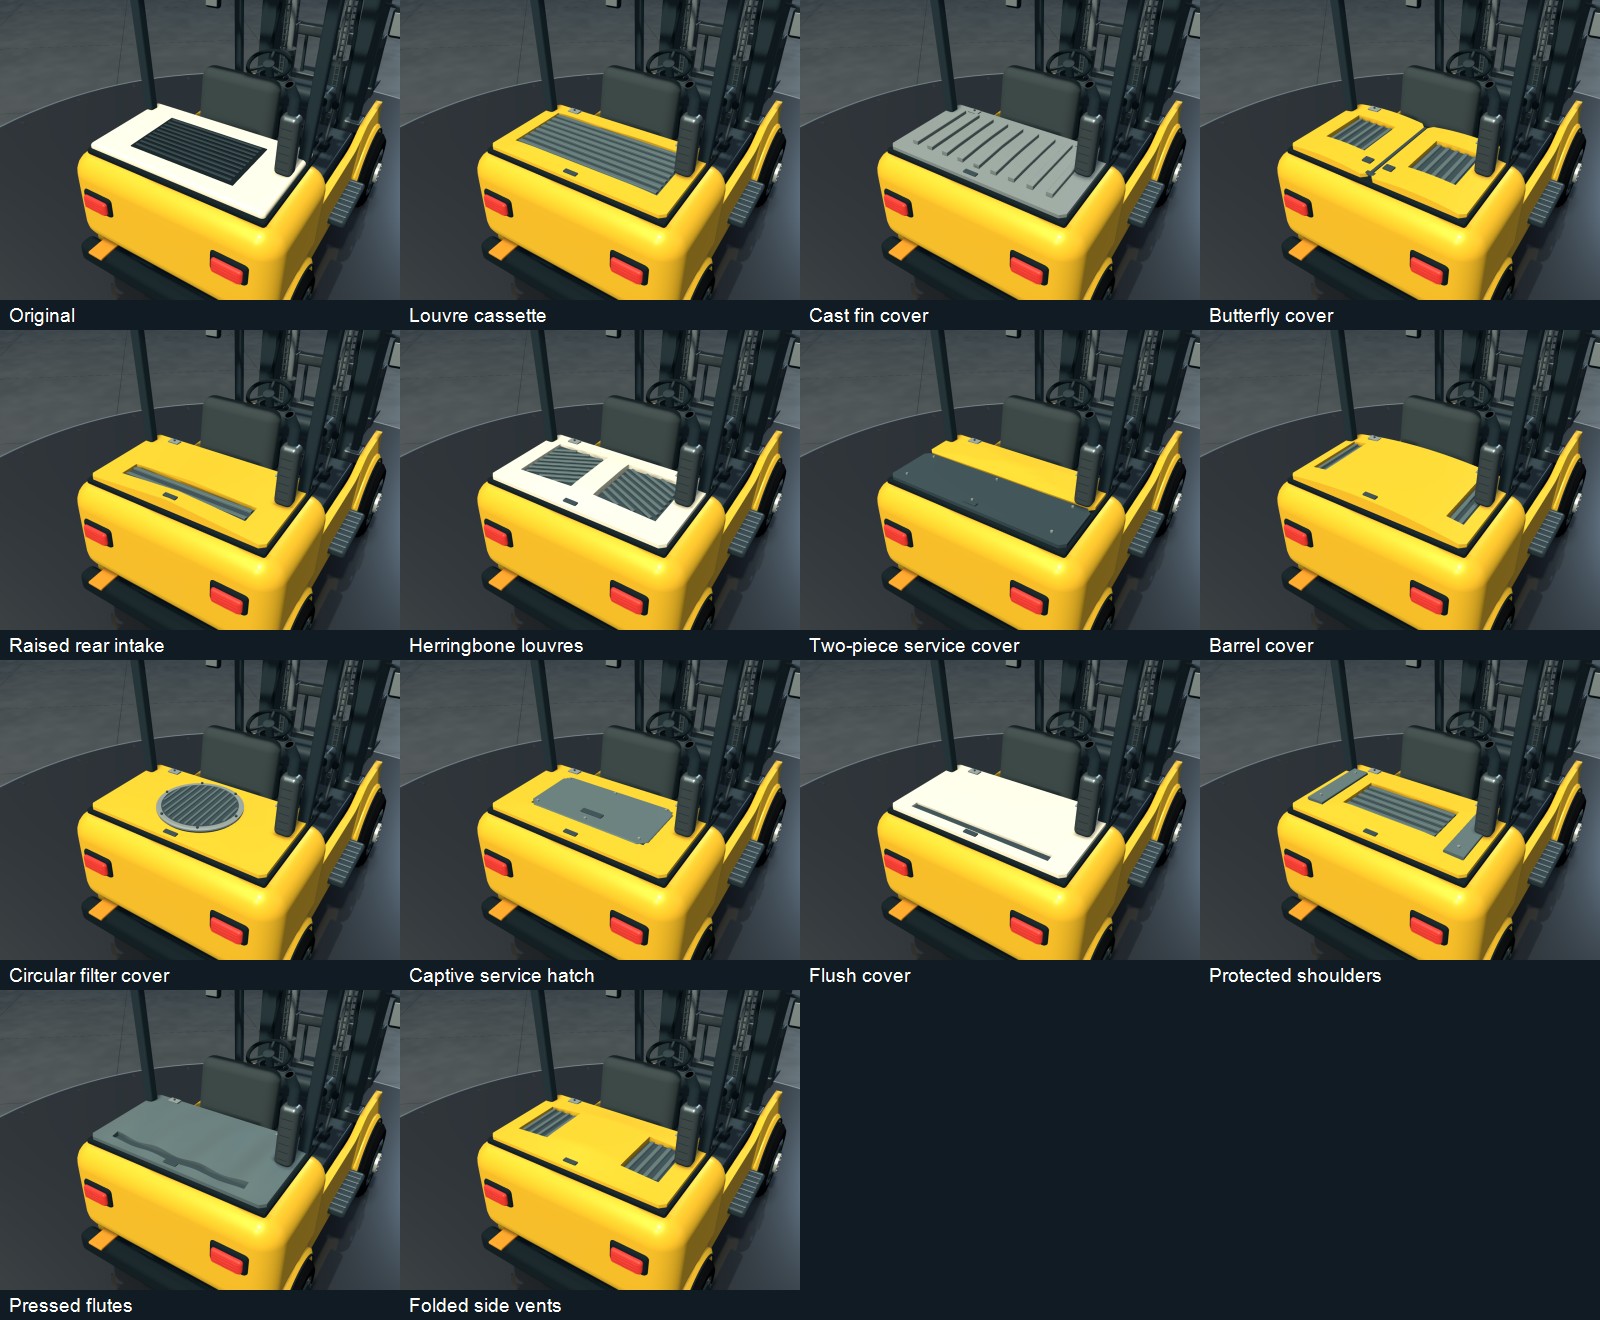 Original
Louvre cassette
Cast fin cover
Butterfly cover
Raised rear intake
Herringbone louvres
Two-piece service cover
Barrel cover
Circular filter cover
Captive service hatch
Flush cover
Protected shoulders
Pressed flutes
Folded side vents